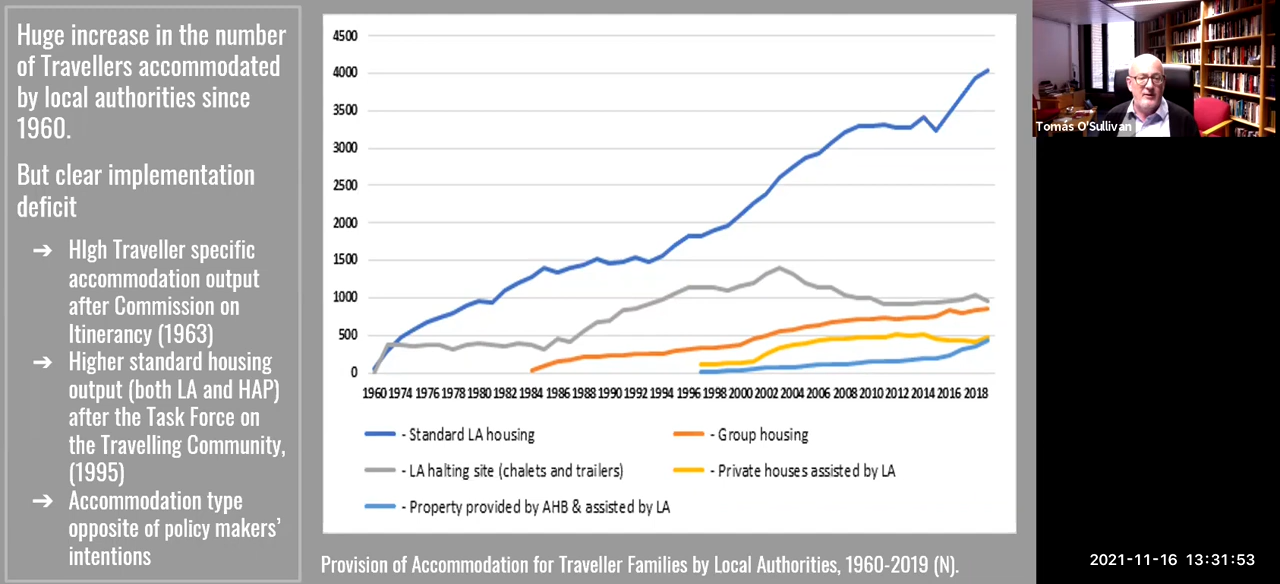 Huge increase in the number
of Travellers accommodated
by local authorities since
1960.
But clear implementation
deficit
➔ HIgh Traveller specific
accommodation output
after Commission on
Itinerancy (1963)
➔ Higher standard housing
output (both LA and HAP)
after the Task Force on
the Travelling Community,
(1995)
➔ Accommodation type
opposite of policy makers'
intentions
4500
4000
3500
3000
2500
2000
1500
1000
500
0
1960 1974 1976 1978 1980 1982 1984 1986 1988 1990 1992 1994 1996 1998 2000 2002 2004 2006 2008 2010 2012 2014 2016 2018
- Standard LA housing
- Group housing
- LA halting site (chalets and trailers)
- Private houses assisted by LA
- Property provided by AHB & assisted by LA
Provision of Accommodation for Traveller Families by Local Authorities, 1960-2019 (N).
Tomás O'Sullivan
2021-11-16 13:31:53